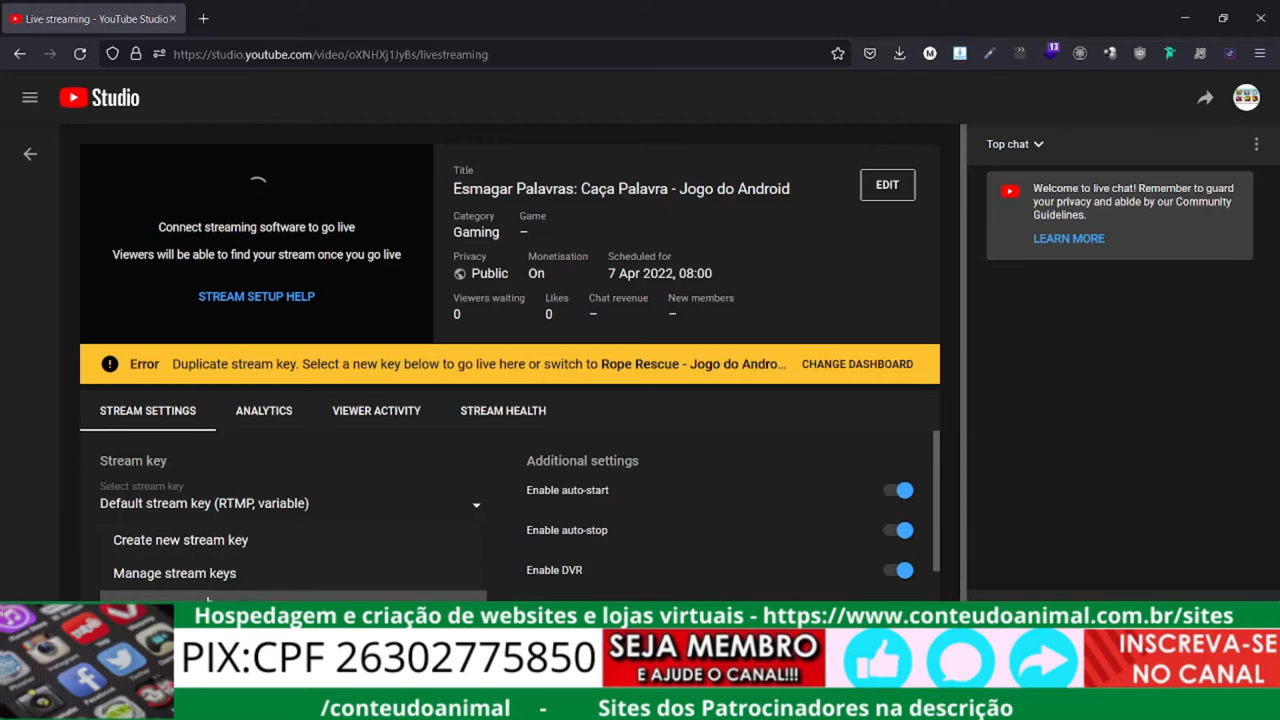 Live streaming - YouTube Studio
https://studio.youtube.com/video/oXNHXj1JyBs/livestreaming
M
13
Studio
Connect streaming software to go live
Viewers will be able to find your stream once you go live
STREAM SETUP HELP
Title
Esmagar Palavras: Caça Palavra - Jogo do Android
EDIT
Category Game
Gaming –
Privacy Monetisation Scheduled for
Public On 7 Apr 2022, 08:00
Viewers waiting Likes Chat revenue New members
0 0 – –
Top chat
Welcome to live chat! Remember to guard
your privacy and abide by our Community
Guidelines.
LEARN MORE
Error Duplicate stream key. Select a new key below to go live here or switch to Rope Rescue - Jogo do Andro... CHANGE DASHBOARD
STREAM SETTINGS ANALYTICS VIEWER ACTIVITY STREAM HEALTH
Stream key
Select stream key
Default stream key (RTMP, variable)
Create new stream key
Manage stream keys
Additional settings
Enable auto-start
Enable auto-stop
Enable DVR
Hospedagem e criação de websites e lojas virtuais - https://www.conteudoanimal.com.br/sites
PIX:CPF 26302775850
SEJA MEMBRO
E AJUDE O CANAL!!!
INSCREVA-SE
NO CANAL
/conteudoanimal - Sites dos Patrocinadores na descrição